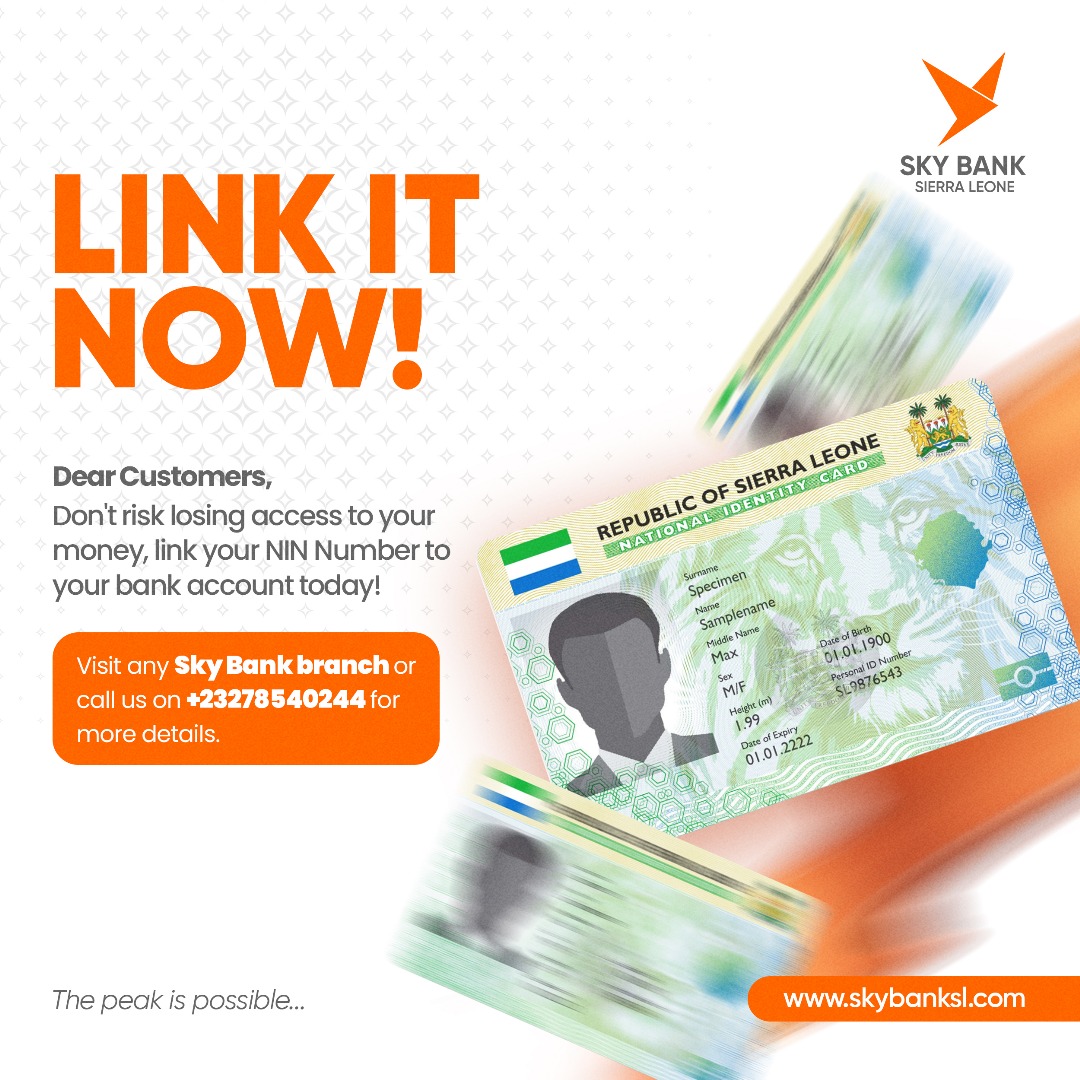 SKY BANK
SIERRA LEONE
LINK IT
NOW!
Dear Customers,
Don't risk losing access to your
money, link your NIN Number to
your bank account today!
Visit any Sky Bank branch or
call us on +23278540244 for
more details.
REPUBLIC OF SIERRA LEONE
NATIONAL IDENTITY CARD
Surname
Specimen
Name
Samplename
Middle Name
Max
Sex
M/F
Height (m)
1.99
Date of Expiry
01.01.2222
Date of Birth
01.01.1900
Personal ID Number
SL9876543
The peak is possible...
www.skybanksl.com